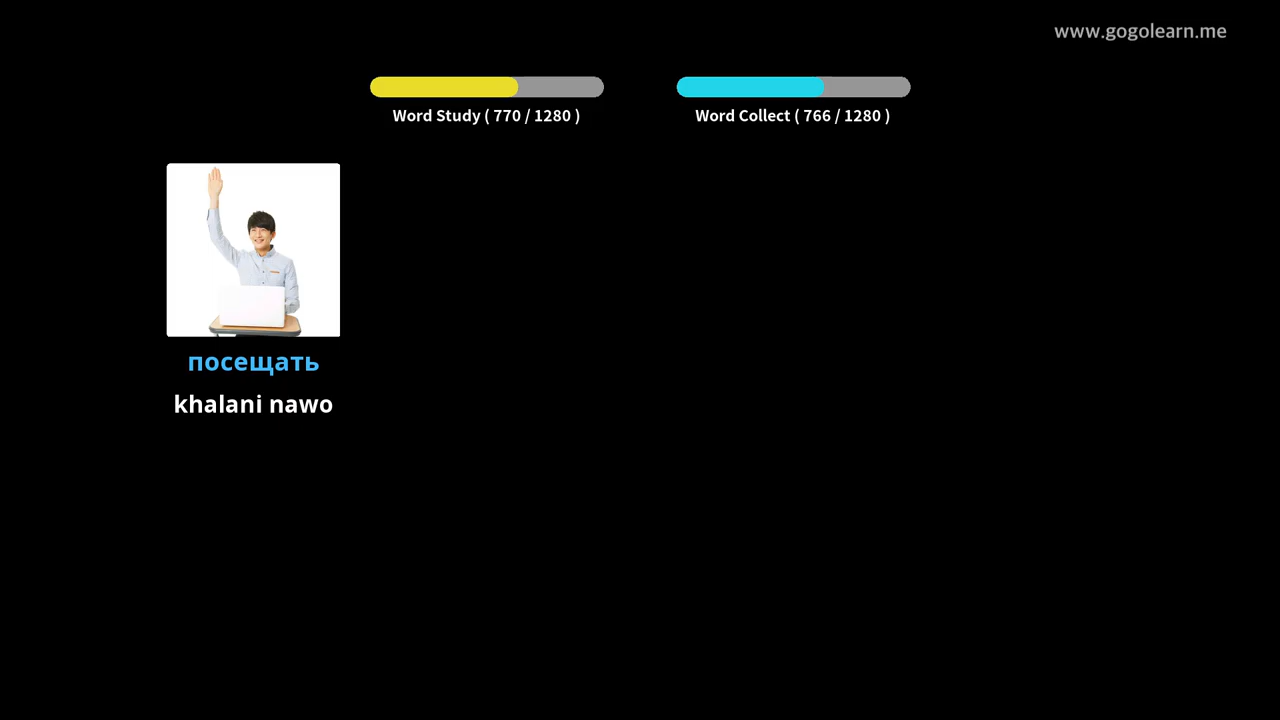 www.gogolearn.me
Word Study ( 770 / 1280 )
Word Collect ( 766 / 1280 )
посещать
khalani nawo